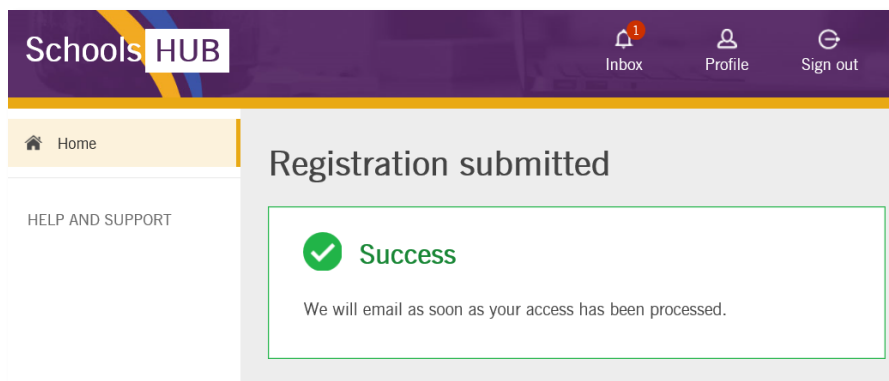 Schools HUB
1
Inbox
Profile
Sign out
Home
HELP AND SUPPORT
Registration submitted
Success
We will email as soon as your access has been processed.